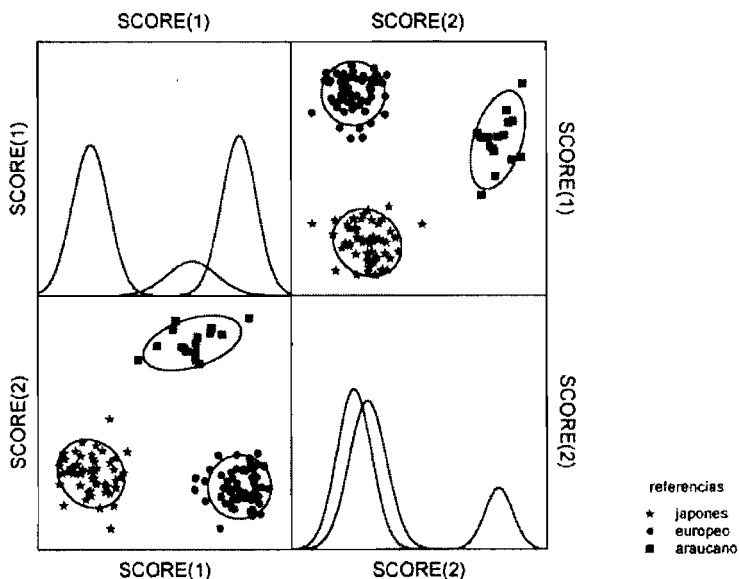 SCORE(1)
SCORE(2)
SCORE(1)
SCORE(1)
SCORE(2)
SCORE(2)
SCORE(1)
SCORE(2)
referencias
japones
europeo
araucano